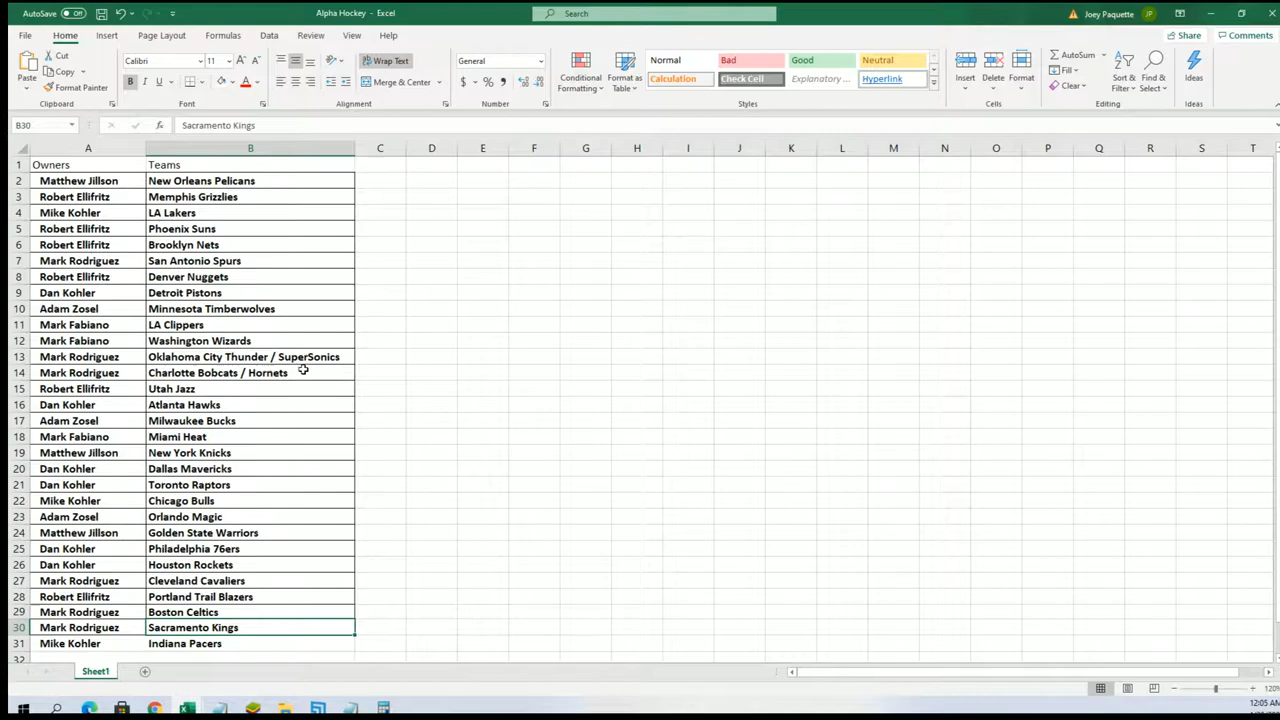 AutoSave Off Alpha Hockey - Excel Search Joey Paquette JP
File Home Insert Page Layout Formulas Data Review View Help Share Comments
Paste Cut Copy Format Painter Clipboard
Calibri 11 B I U Font
Wrap Text Merge & Center Alignment
General $ % Number
Conditional Formatting Format as Table
Normal Bad Good Neutral
Calculation Check Cell Explanatory ... Hyperlink
Styles
Insert Delete Format Cells
AutoSum Fill Clear Sort & Filter Find & Select Editing
Ideas Ideas
B30 fx Sacramento Kings
A B C D E F G H I J K L M N O P Q R S T
1 Owners Teams
2 Matthew Jillson New Orleans Pelicans
3 Robert Ellifritz Memphis Grizzlies
4 Mike Kohler LA Lakers
5 Robert Ellifritz Phoenix Suns
6 Robert Ellifritz Brooklyn Nets
7 Mark Rodriguez San Antonio Spurs
8 Robert Ellifritz Denver Nuggets
9 Dan Kohler Detroit Pistons
10 Adam Zosel Minnesota Timberwolves
11 Mark Fabiano LA Clippers
12 Mark Fabiano Washington Wizards
13 Mark Rodriguez Oklahoma City Thunder / SuperSonics
14 Mark Rodriguez Charlotte Bobcats / Hornets
15 Robert Ellifritz Utah Jazz
16 Dan Kohler Atlanta Hawks
17 Adam Zosel Milwaukee Bucks
18 Mark Fabiano Miami Heat
19 Matthew Jillson New York Knicks
20 Dan Kohler Dallas Mavericks
21 Dan Kohler Toronto Raptors
22 Mike Kohler Chicago Bulls
23 Adam Zosel Orlando Magic
24 Matthew Jillson Golden State Warriors
25 Dan Kohler Philadelphia 76ers
26 Dan Kohler Houston Rockets
27 Mark Rodriguez Cleveland Cavaliers
28 Robert Ellifritz Portland Trail Blazers
29 Mark Rodriguez Boston Celtics
30 Mark Rodriguez Sacramento Kings
31 Mike Kohler Indiana Pacers
32
Sheet1
120%
12:05 AM